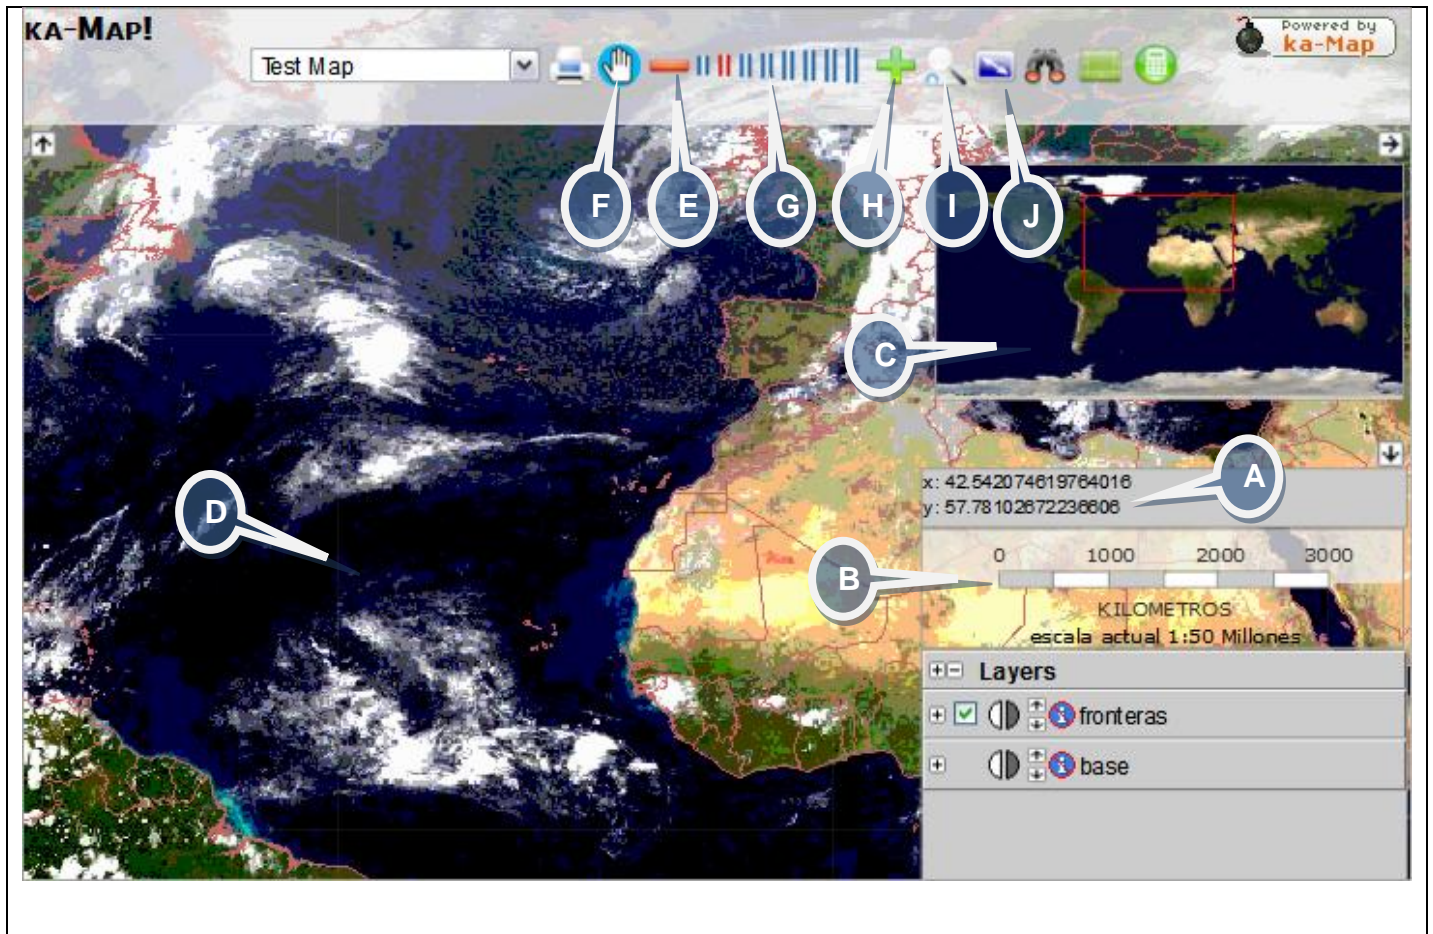 KA-MAP!
Powered by
ka-Map
Test Map
F
E
G
H
I
J
C
A
x: 42.542074619764016
y: 57.78102672236606
D
B
0 1000 2000 3000
KILOMETROS
escala actual 1:50 Millones
Layers
fronteras
base